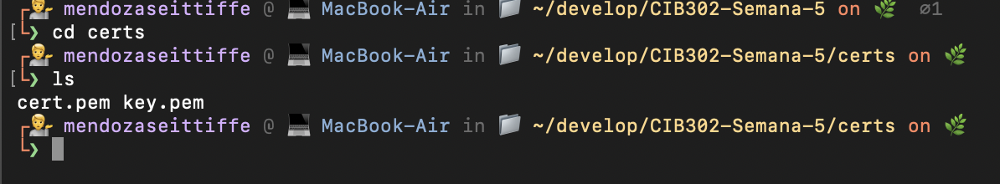 mendozaseittiffe @ 💻 MacBook-Air in 📁 ~/develop/CIB302-Semana-5 on 🌿 ∅1
[└❯ cd certs
┌💁 mendozaseittiffe @ 💻 MacBook-Air in 📁 ~/develop/CIB302-Semana-5/certs on 🌿
[└❯ ls
cert.pem key.pem
┌💁 mendozaseittiffe @ 💻 MacBook-Air in 📁 ~/develop/CIB302-Semana-5/certs on 🌿
└❯